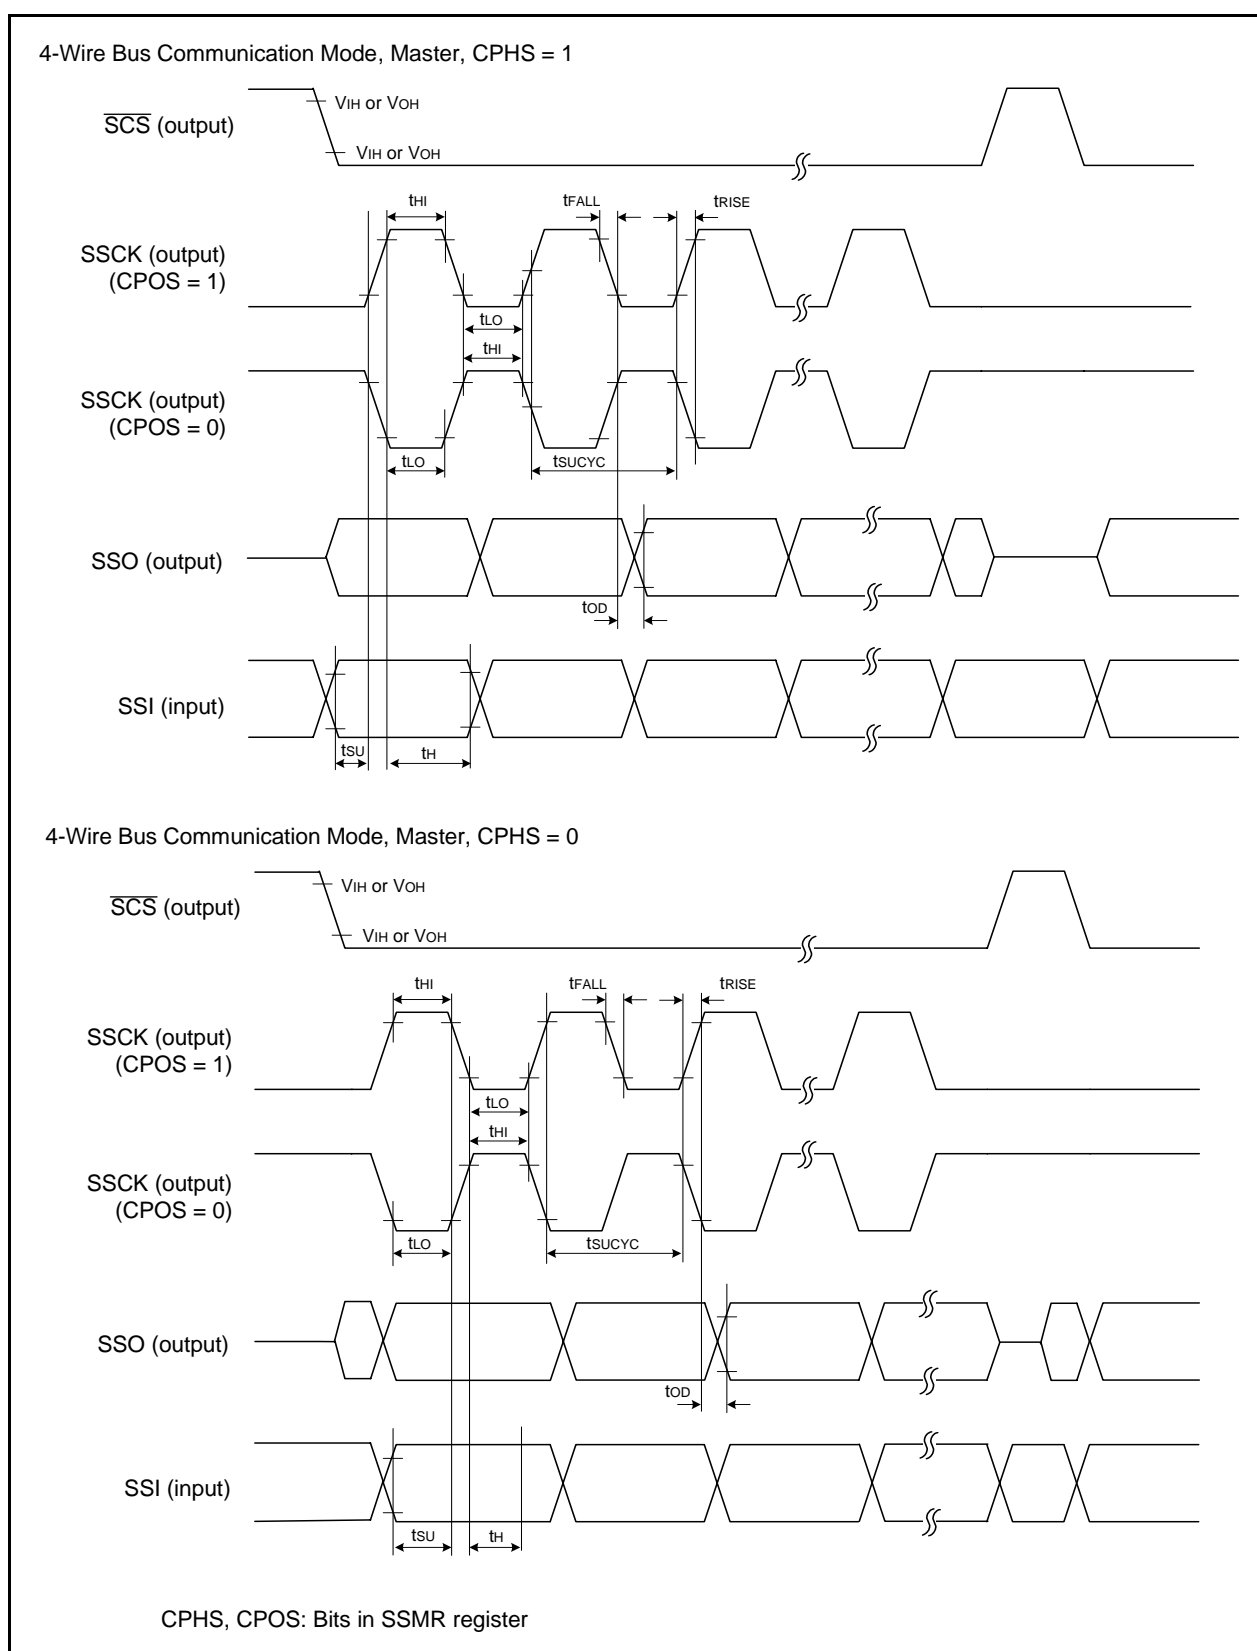 4-Wire Bus Communication Mode, Master, CPHS = 1
SCS (output)
VIH or VOH
VIH or VOH
tHI
tFALL
tRISE
SSCK (output)
(CPOS = 1)
tLO
tHI
SSCK (output)
(CPOS = 0)
tLO
tSUCYC
SSO (output)
tOD
SSI (input)
tSU
tH
4-Wire Bus Communication Mode, Master, CPHS = 0
SCS (output)
VIH or VOH
VIH or VOH
tHI
tFALL
tRISE
SSCK (output)
(CPOS = 1)
tLO
tHI
SSCK (output)
(CPOS = 0)
tLO
tSUCYC
SSO (output)
tOD
SSI (input)
tSU
tH
CPHS, CPOS: Bits in SSMR register